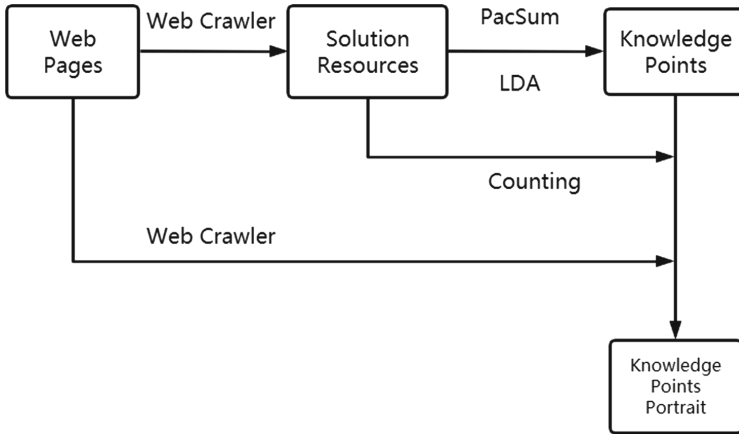 Web
Pages
Web Crawler
Solution
Resources
PacSum
LDA
Knowledge
Points
Counting
Web Crawler
Knowledge
Points
Portrait